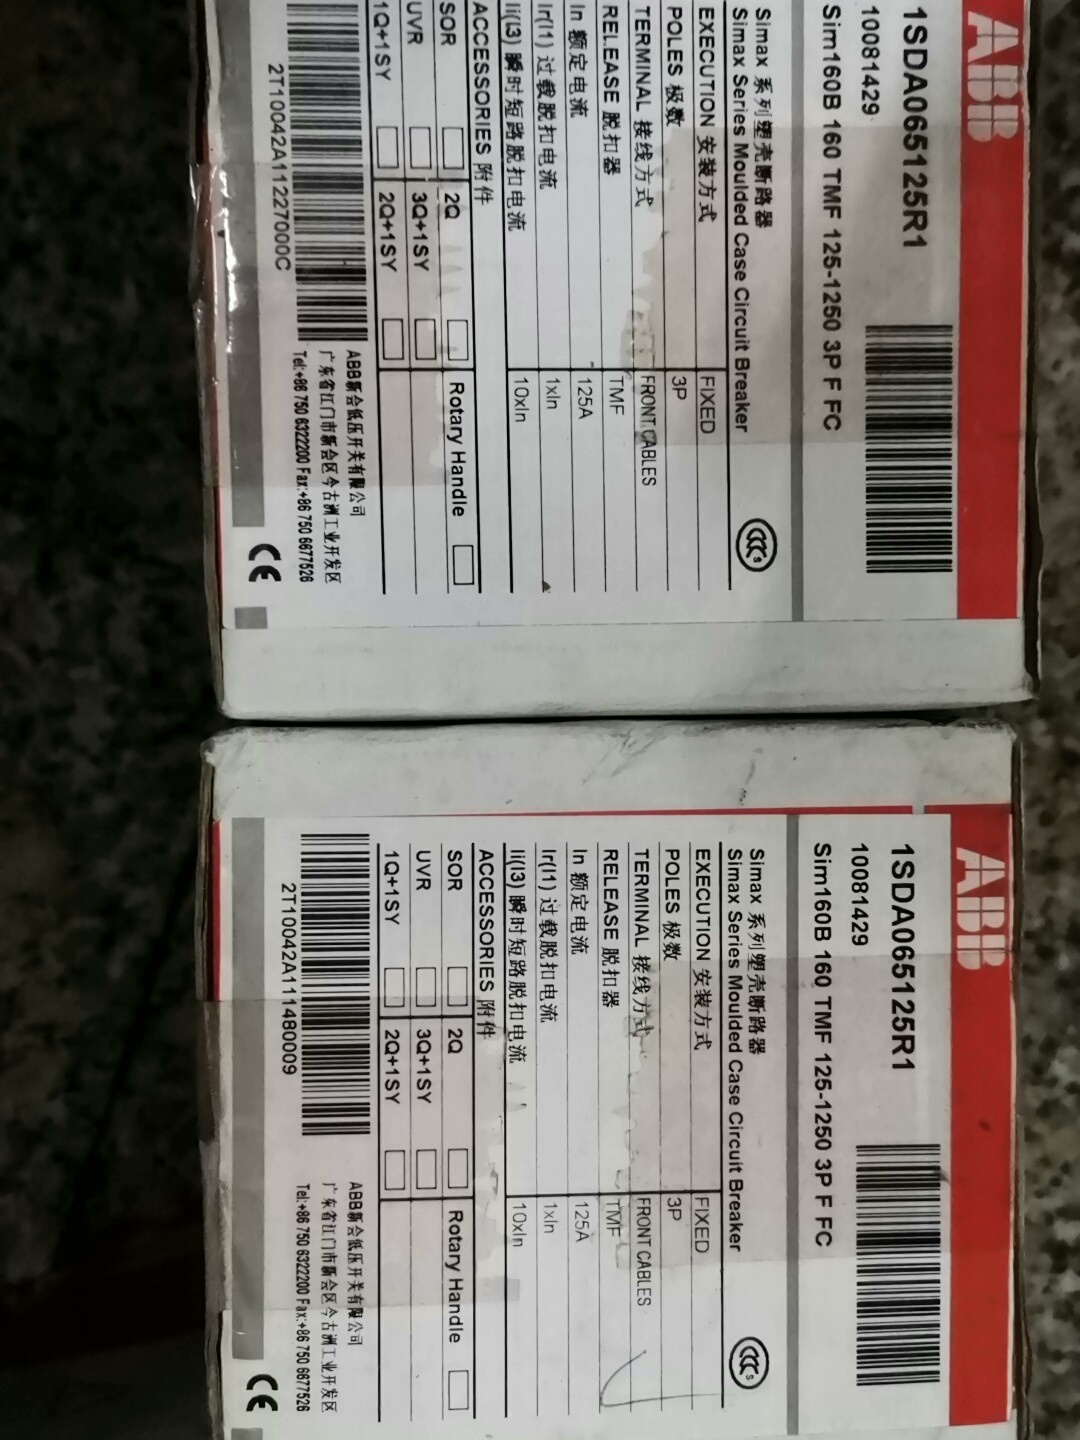 ABB
1SDA065125R1
10081429
Sim160B 160 TMF 125-1250 3P F FC
Simax 系列塑壳断路器
Simax Series Moulded Case Circuit Breaker
EXECUTION 安装方式 FIXED
POLES 极数 3P
TERMINAL 接线方式 FRONT CABLES
RELEASE 脱扣器 TMF
In 额定电流 125A
Ir(I1) 过载脱扣电流 1xIn
Ii(I3) 瞬时短路脱扣电流 10xIn
ACCESSORIES 附件
SOR 2Q Rotary Handle
UVR 3Q+1SY
1Q+1SY 2Q+1SY
2T10042A11227000C
ABB新会低压开关有限公司
广东省江门市新会区今古洲工业开发区
Tel:+86 750 6322200 Fax:+86 750 6677526
CE
ABB
1SDA065125R1
10081429
Sim160B 160 TMF 125-1250 3P F FC
Simax 系列塑壳断路器
Simax Series Moulded Case Circuit Breaker
EXECUTION 安装方式 FIXED
POLES 极数 3P
TERMINAL 接线方式 FRONT CABLES
RELEASE 脱扣器 TMF
In 额定电流 125A
Ir(I1) 过载脱扣电流 1xIn
Ii(I3) 瞬时短路脱扣电流 10xIn
ACCESSORIES 附件
SOR 2Q Rotary Handle
UVR 3Q+1SY
1Q+1SY 2Q+1SY
2T10042A111480009
ABB新会低压开关有限公司
广东省江门市新会区今古洲工业开发区
Tel:+86 750 6322200 Fax:+86 750 6677526
CE